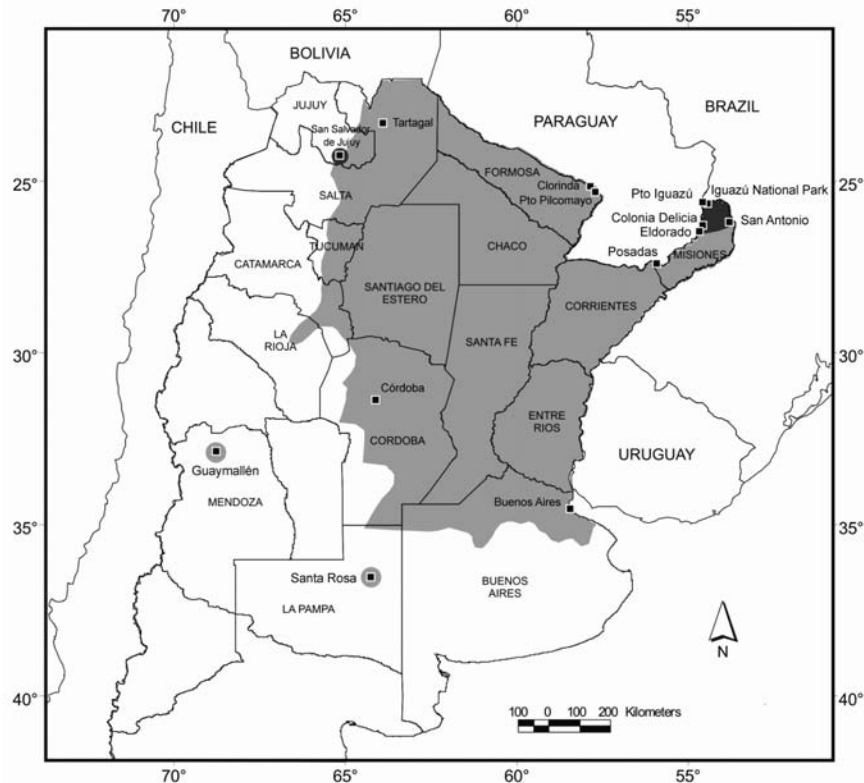 70° 65° 60° 55°
BOLIVIA
JUJUY
CHILE
PARAGUAY
BRAZIL
San Salvador
de Jujuy
Tartagal
25°
25°
SALTA
FORMOSA
Clorinda
Pto Pilcomayo
Pto Iguazú
Iguazú National Park
Colonia Delicia
San Antonio
Eldorado
TUCUMAN
CHACO
Posadas
MISIONES
CATAMARCA
SANTIAGO DEL
ESTERO
CORRIENTES
LA
RIOJA
SANTA FE
30°
30°
Córdoba
CORDOBA
ENTRE
RIOS
URUGUAY
Guaymallén
MENDOZA
Buenos Aires
35°
35°
Santa Rosa
LA PAMPA
BUENOS
AIRES
N
40°
40°
100 0 100 200 Kilometers
70° 65° 60° 55°